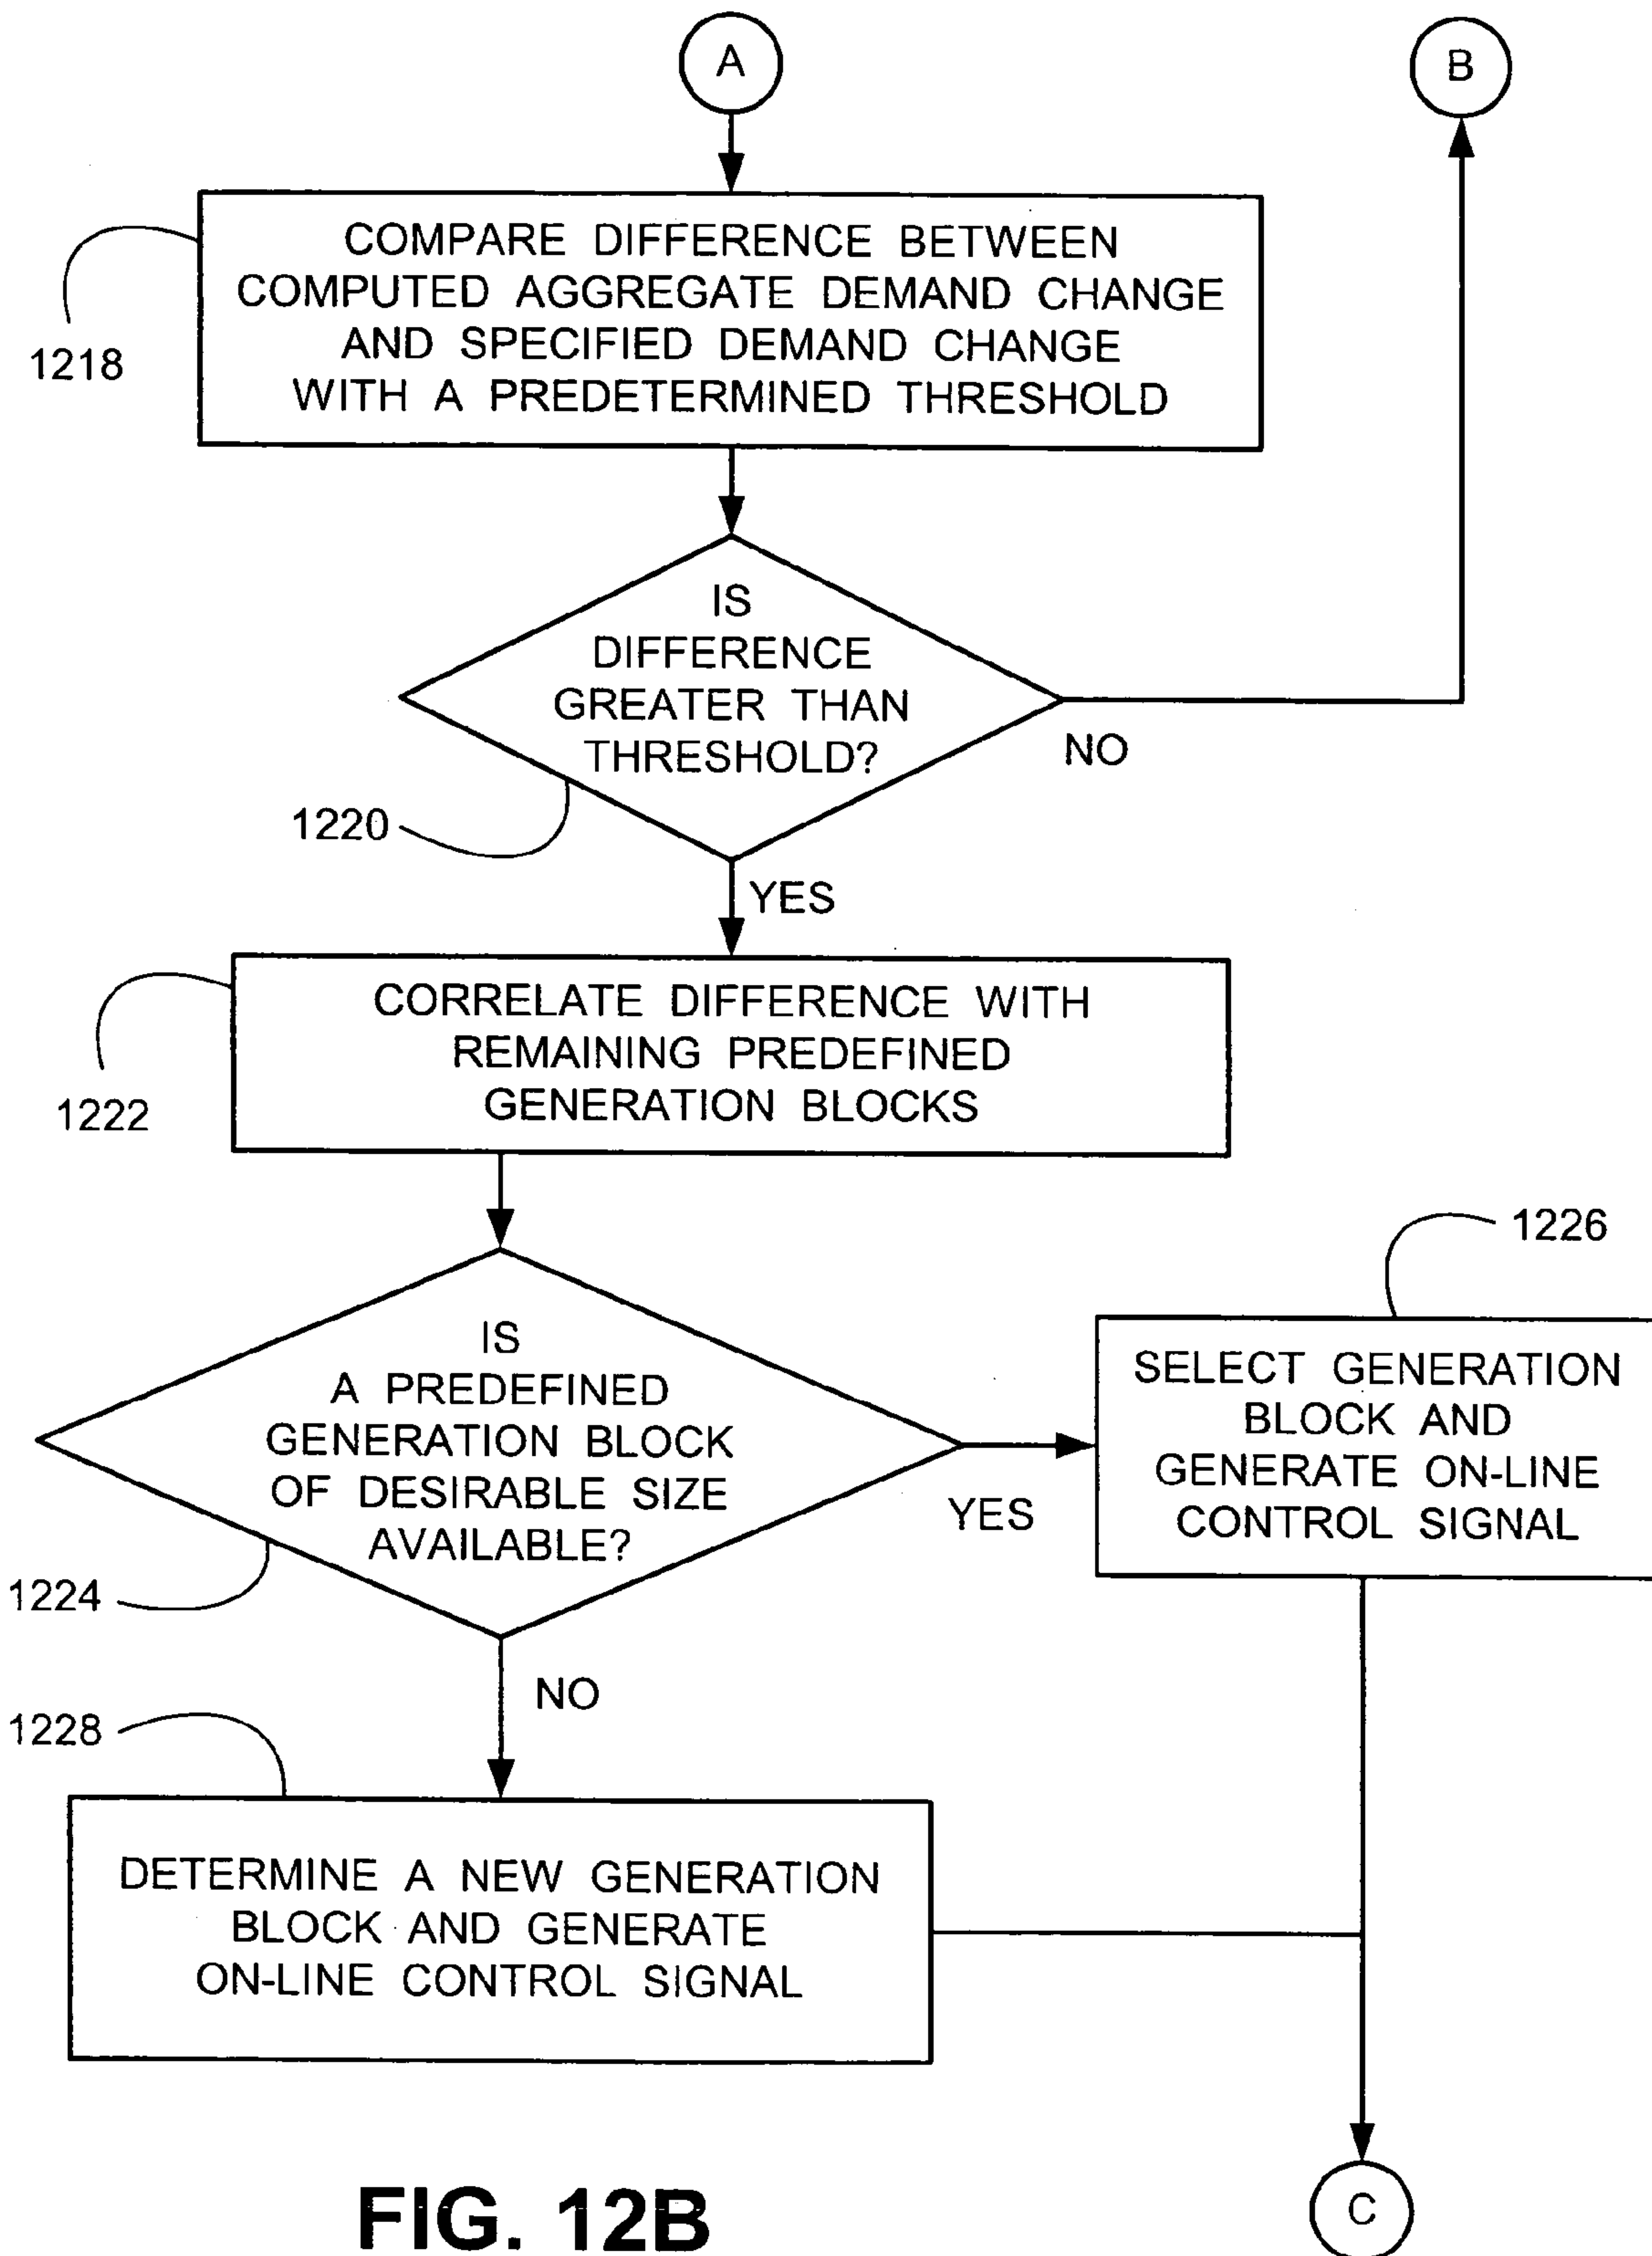 A
B
COMPARE DIFFERENCE BETWEEN
COMPUTED AGGREGATE DEMAND CHANGE
AND SPECIFIED DEMAND CHANGE
WITH A PREDETERMINED THRESHOLD
1218
IS
DIFFERENCE
GREATER THAN
THRESHOLD?
NO
1220
YES
CORRELATE DIFFERENCE WITH
REMAINING PREDEFINED
GENERATION BLOCKS
1222
1226
IS
A PREDEFINED
GENERATION BLOCK
OF DESIRABLE SIZE
AVAILABLE?
YES
SELECT GENERATION
BLOCK AND
GENERATE ON-LINE
CONTROL SIGNAL
1224
NO
1228
DETERMINE A NEW GENERATION
BLOCK AND GENERATE
ON-LINE CONTROL SIGNAL
FIG. 12B
C